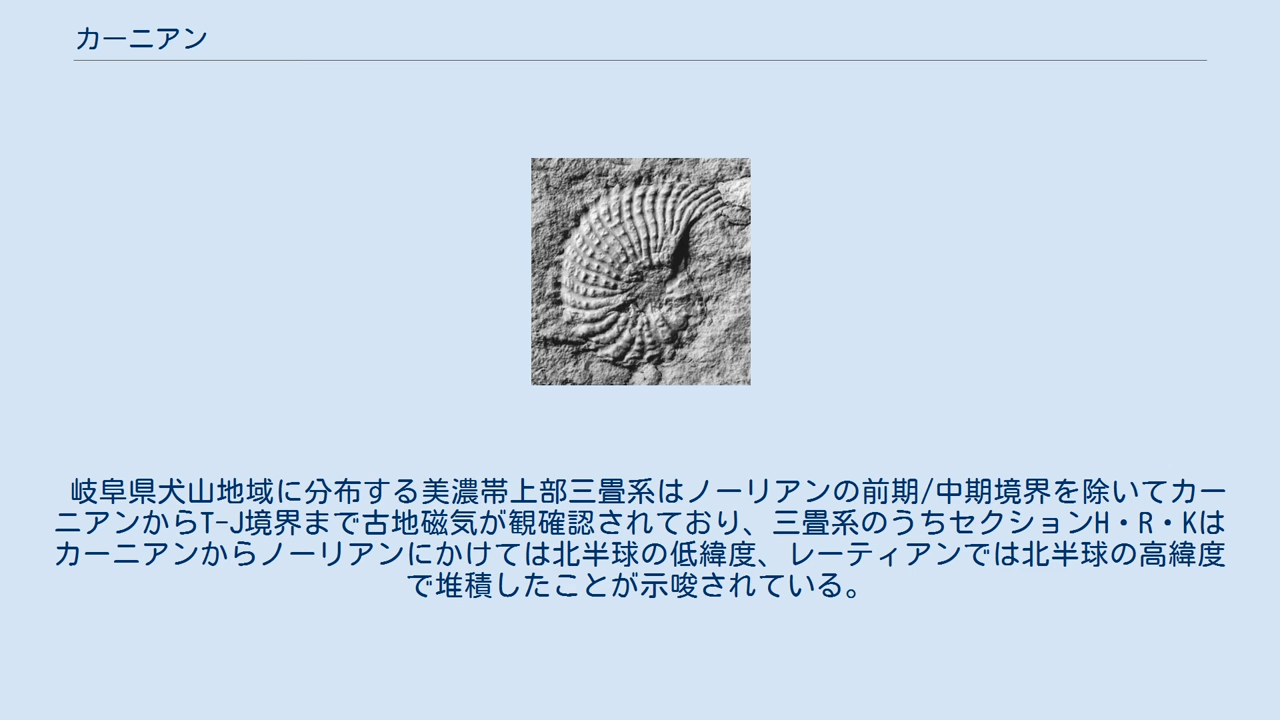 カーニアン
岐阜県犬山地域に分布する美濃帯上部三畳系はノーリアンの前期/中期境界を除いてカー
ニアンからT-J境界まで古地磁気が観確認されており、三畳系のうちセクションH・R・Kは
カーニアンからノーリアンにかけては北半球の低緯度、レーティアンでは北半球の高緯度
で堆積したことが示唆されている。